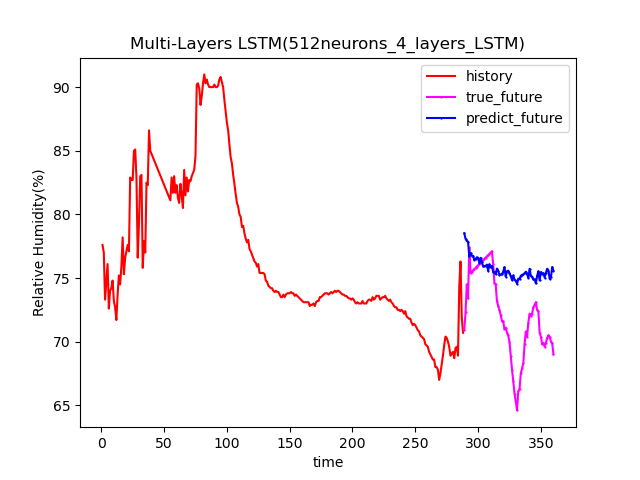 Multi-Layers LSTM(512neurons_4_layers_LSTM)
history
true_future
predict_future
Relative Humidity(%)
90
85
80
75
70
65
0 50 100 150 200 250 300 350
time